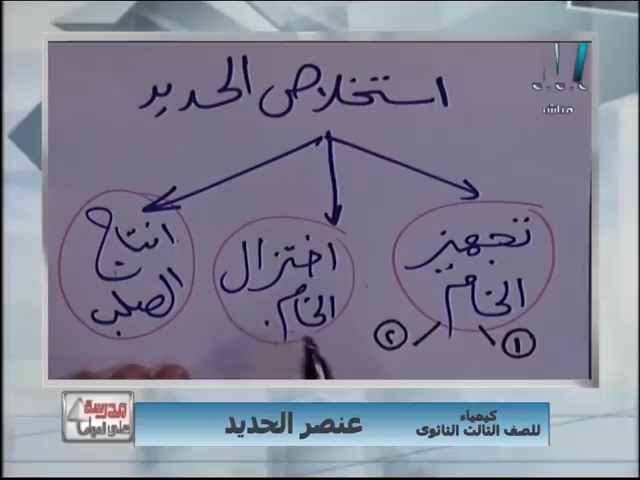 استخلاص الحديد
تجهيز
الخام
١
٢
اختزال
الخام.
انتاج
الصلب
مباشر
كيمياء
للصف الثالث الثانوى
عنصر الحديد
مدرسة
على الهواء